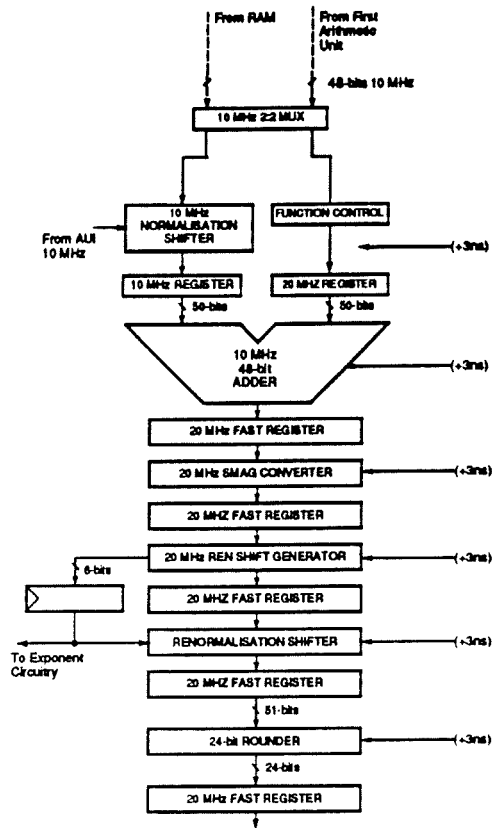 From RAM
From First
Arithmetic
Unit
48-bits 10 MHz
10 MHz 2:2 MUX
10 MHz
NORMALISATION
SHIFTER
FUNCTION CONTROL
From AUI
10 MHz
(+3ns)
10 MHz REGISTER
20 MHZ REGISTER
50-bits
50-bits
10 MHz
48-bit
ADDER
(+3ns)
20 MHz FAST REGISTER
20 MHz SMAG CONVERTER
(+3ns)
20 MHZ FAST REGISTER
20 MHz REN SHIFT GENERATOR
(+3ns)
6-bits
20 MHZ FAST REGISTER
RENORMALISATION SHIFTER
(+3ns)
To Exponent
Circuitry
20 MHZ FAST REGISTER
51-bits
24-bit ROUNDER
(+3ns)
24-bits
20 MHZ FAST REGISTER